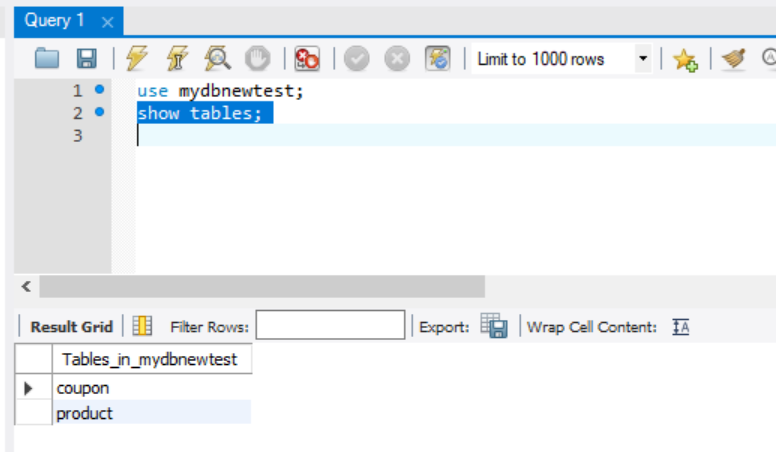 Query 1
Limit to 1000 rows
1 use mydbnewtest;
2 show tables;
3
Result Grid Filter Rows: Export: Wrap Cell Content: IA
Tables_in_mydbnewtest
coupon
product